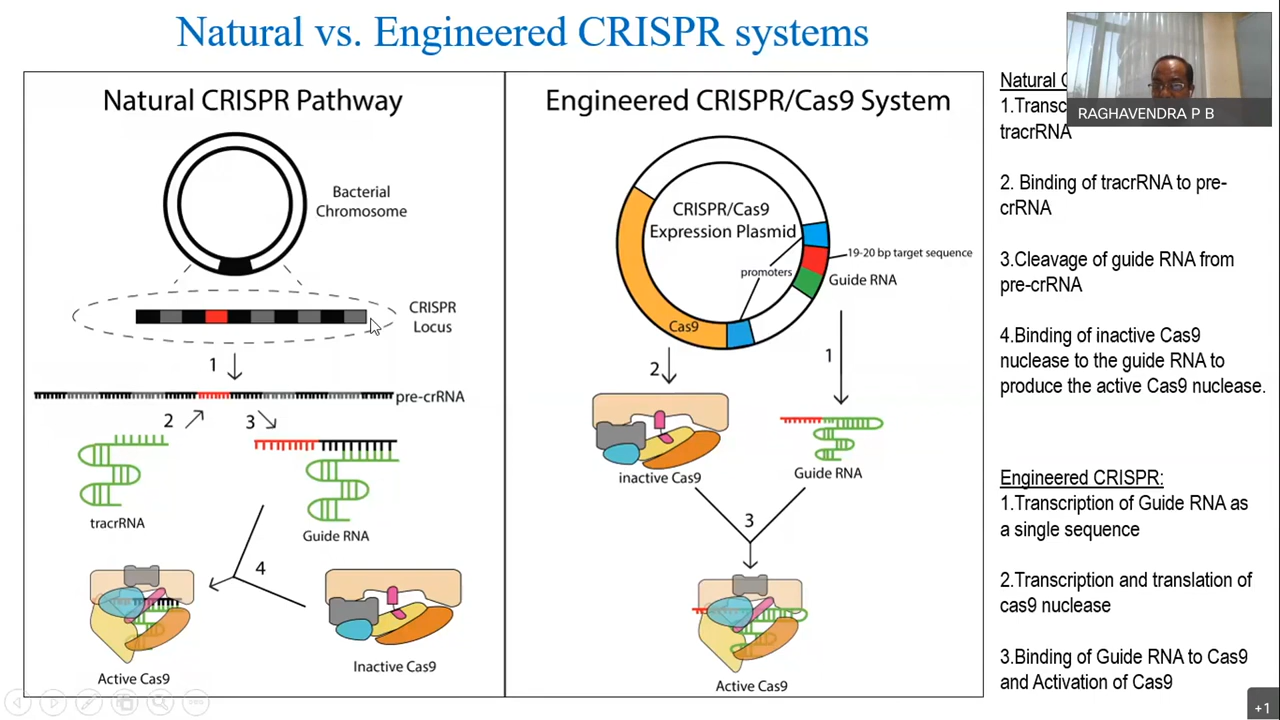 Natural vs. Engineered CRISPR systems
Natural CRISPR Pathway
Bacterial
Chromosome
CRISPR
Locus
1
pre-crRNA
2
3
tracrRNA
Guide RNA
4
Active Cas9
Inactive Cas9
Engineered CRISPR/Cas9 System
CRISPR/Cas9
Expression Plasmid
19-20 bp target sequence
promoters
Guide RNA
Cas9
2
1
inactive Cas9
Guide RNA
3
Active Cas9
RAGHAVENDRA P B
Natural
1.Transc
tracrRNA
2. Binding of tracrRNA to pre-
crRNA
3.Cleavage of guide RNA from
pre-crRNA
4.Binding of inactive Cas9
nuclease to the guide RNA to
produce the active Cas9 nuclease.
Engineered CRISPR:
1.Transcription of Guide RNA as
a single sequence
2.Transcription and translation of
cas9 nuclease
3.Binding of Guide RNA to Cas9
and Activation of Cas9
+1